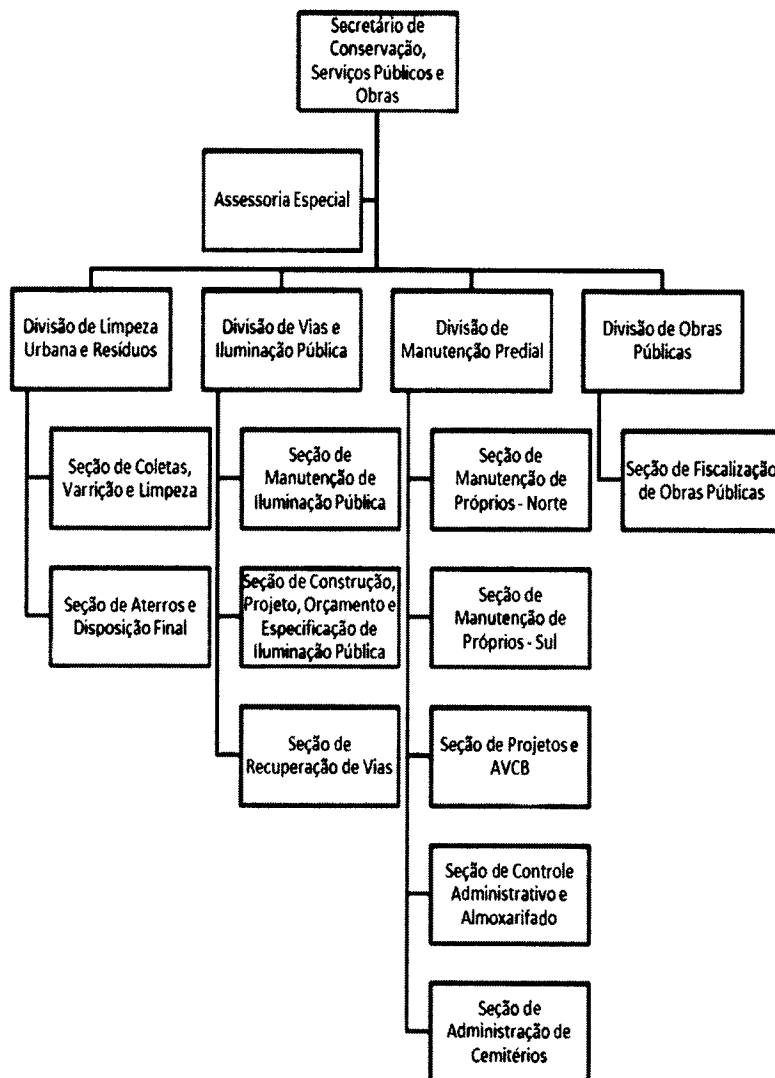 Secretário de
Conservação,
Serviços Públicos e
Obras
Assessoria Especial
Divisão de Limpeza
Urbana e Resíduos
Divisão de Vias e
Iluminação Pública
Divisão de
Manutenção Predial
Divisão de Obras
Públicas
Seção de Coletas,
Varrição e Limpeza
Seção de Aterros e
Disposição Final
Seção de
Manutenção de
Iluminação Pública
Seção de Construção,
Projeto, Orçamento e
Especificação de
Iluminação Pública
Seção de
Recuperação de Vias
Seção de
Manutenção de
Próprios - Norte
Seção de
Manutenção de
Próprios - Sul
Seção de Projetos e
AVCB
Seção de Controle
Administrativo e
Almoxarifado
Seção de
Administração de
Cemitérios
Seção de Fiscalização
de Obras Públicas